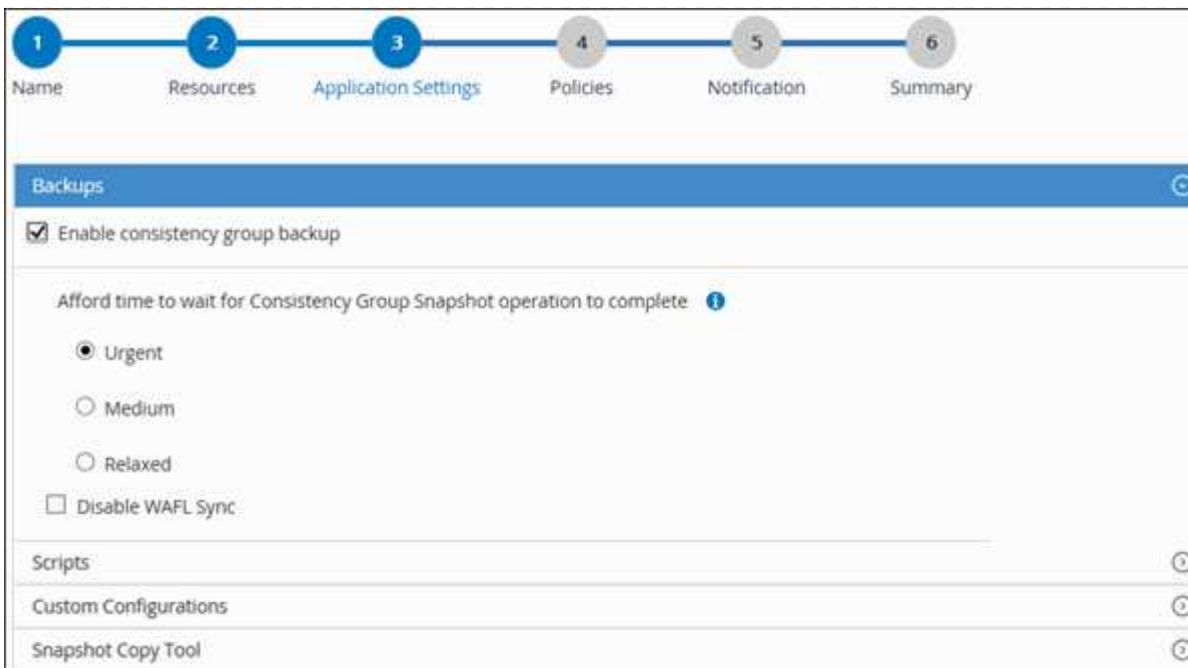 1 2 3 4 5 6
Name Resources Application Settings Policies Notification Summary
Backups
Enable consistency group backup
Afford time to wait for Consistency Group Snapshot operation to complete i
Urgent
Medium
Relaxed
Disable WAFL Sync
Scripts
Custom Configurations
Snapshot Copy Tool